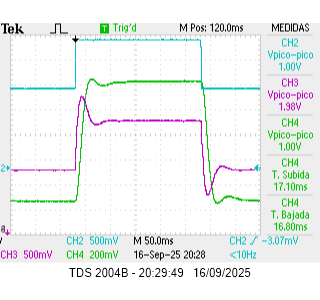 Tek T Trig'd M Pos: 120.0ms MEDIDAS
CH2
Vpico-pico
1.00V
CH3
Vpico-pico
1.98V
CH4
Vpico-pico
1.00V
CH4
T. Subida
17.10ms
CH4
T. Bajada
16.80ms
2
CH2 500mV M 50.0ms CH2 -3.07mV
CH3 500mV CH4 200mV 16-Sep-25 20:28 <10Hz
TDS 2004B - 20:29:49 16/09/2025